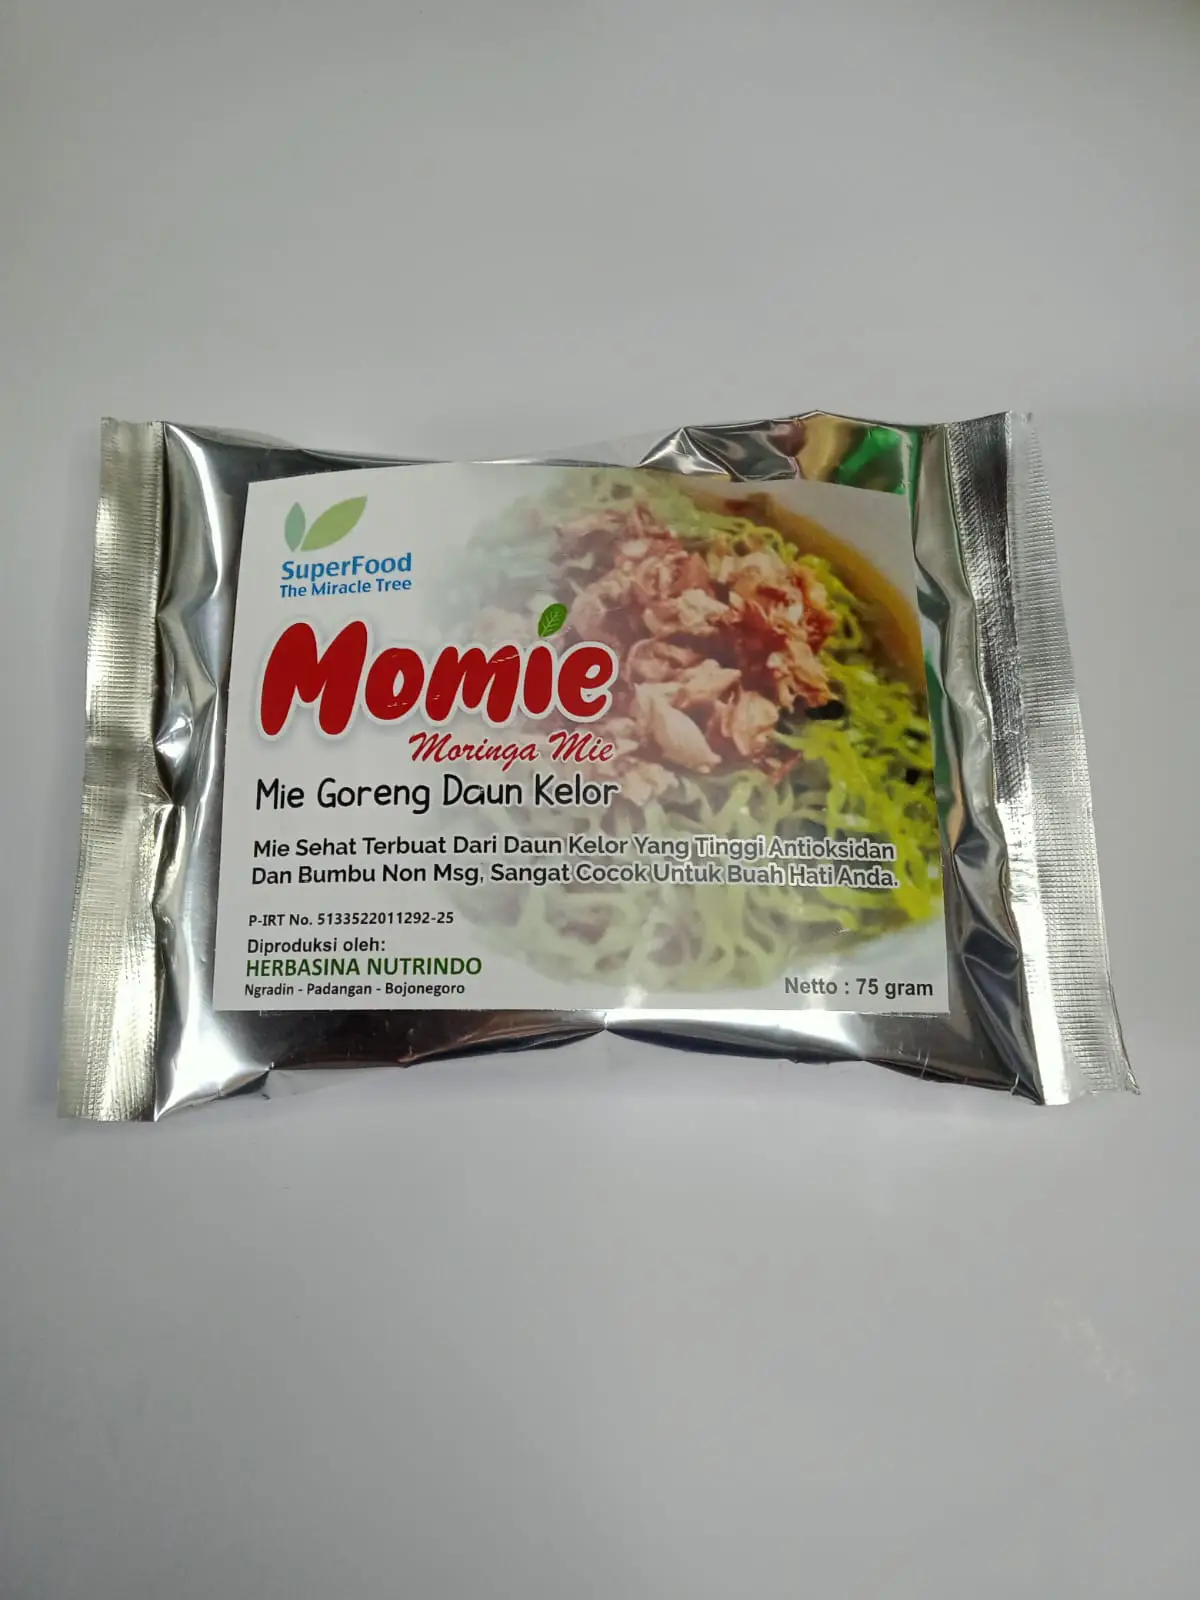 SuperFood
The Miracle Tree
Momie
Moringa Mie
Mie Goreng Daun Kelor
Mie Sehat Terbuat Dari Daun Kelor Yang Tinggi Antioksidan
Dan Bumbu Non Msg, Sangat Cocok Untuk Buah Hati Anda.
P-IRT No. 5133522011292-25
Diproduksi oleh:
HERBASINA NUTRINDO
Ngradin - Padangan - Bojonegoro
Netto : 75 gram